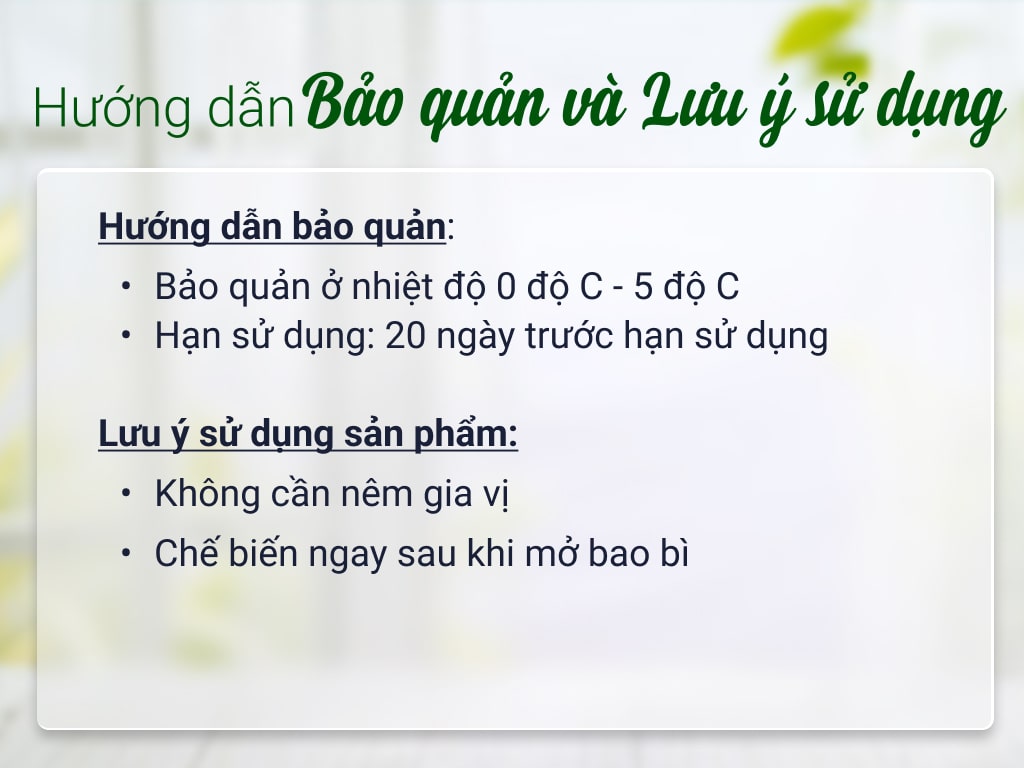 Hướng dẫn Bảo quản và Lưu ý sử dụng
Hướng dẫn bảo quản:
• Bảo quản ở nhiệt độ 0 độ C - 5 độ C
• Hạn sử dụng: 20 ngày trước hạn sử dụng
Lưu ý sử dụng sản phẩm:
• Không cần nêm gia vị
• Chế biến ngay sau khi mở bao bì